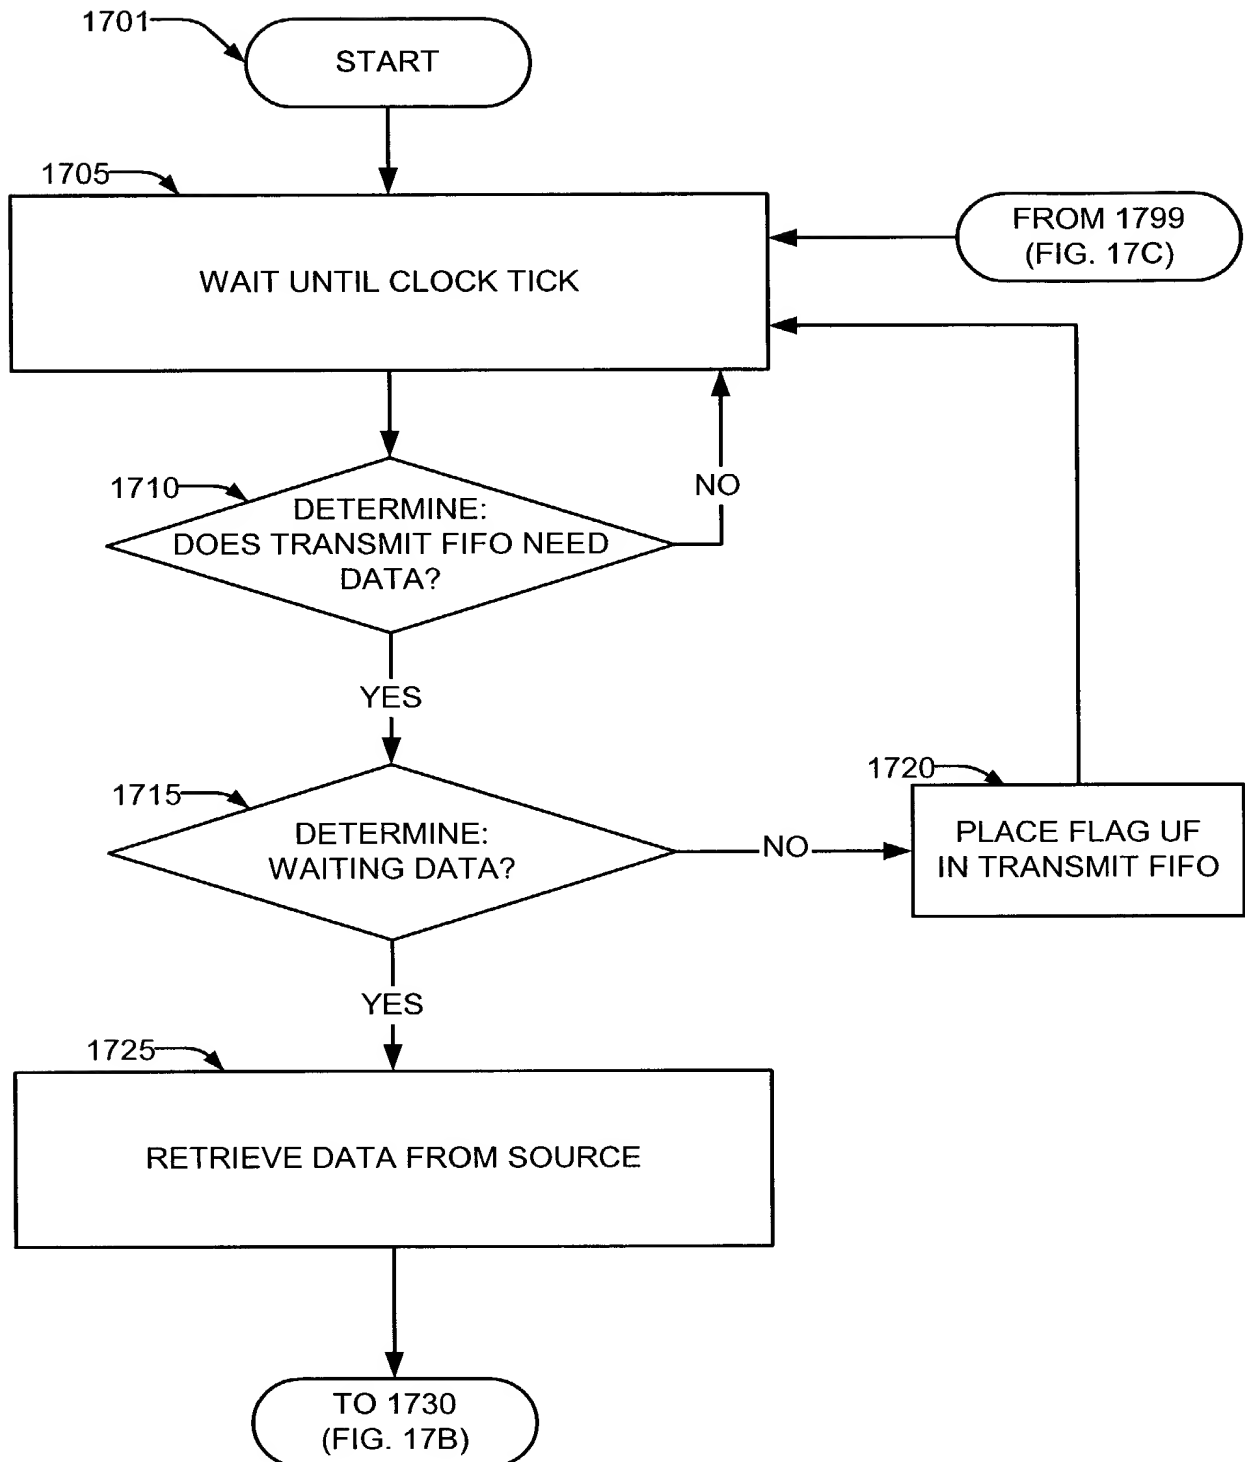 1701
START
1705
WAIT UNTIL CLOCK TICK
FROM 1799
(FIG. 17C)
1710
DETERMINE:
DOES TRANSMIT FIFO NEED
DATA?
NO
YES
1715
DETERMINE:
WAITING DATA?
NO
1720
PLACE FLAG UF
IN TRANSMIT FIFO
YES
1725
RETRIEVE DATA FROM SOURCE
TO 1730
(FIG. 17B)